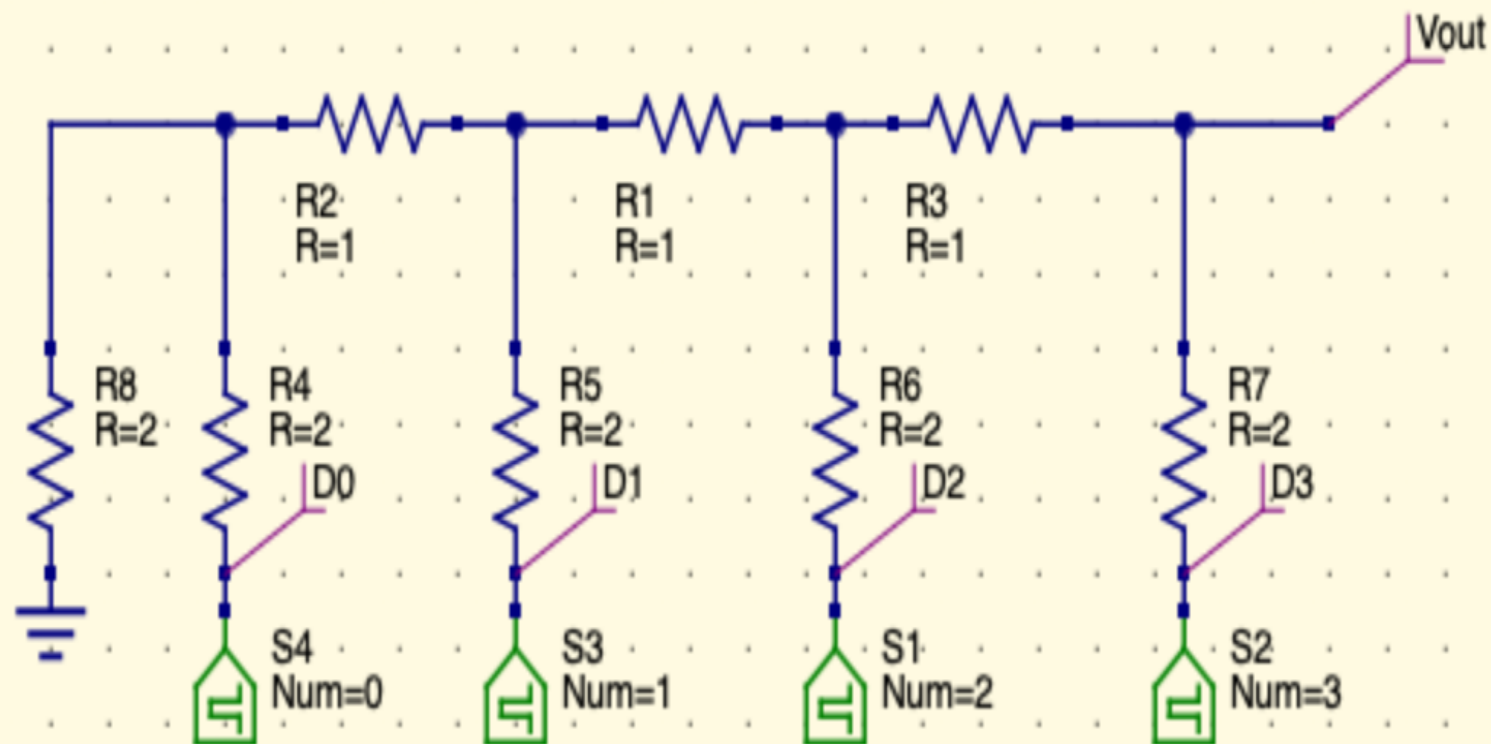 Vout
R2
R=1
R1
R=1
R3
R=1
R8
R=2
R4
R=2
R5
R=2
R6
R=2
R7
R=2
D0
D1
D2
D3
S4
Num=0
S3
Num=1
S1
Num=2
S2
Num=3